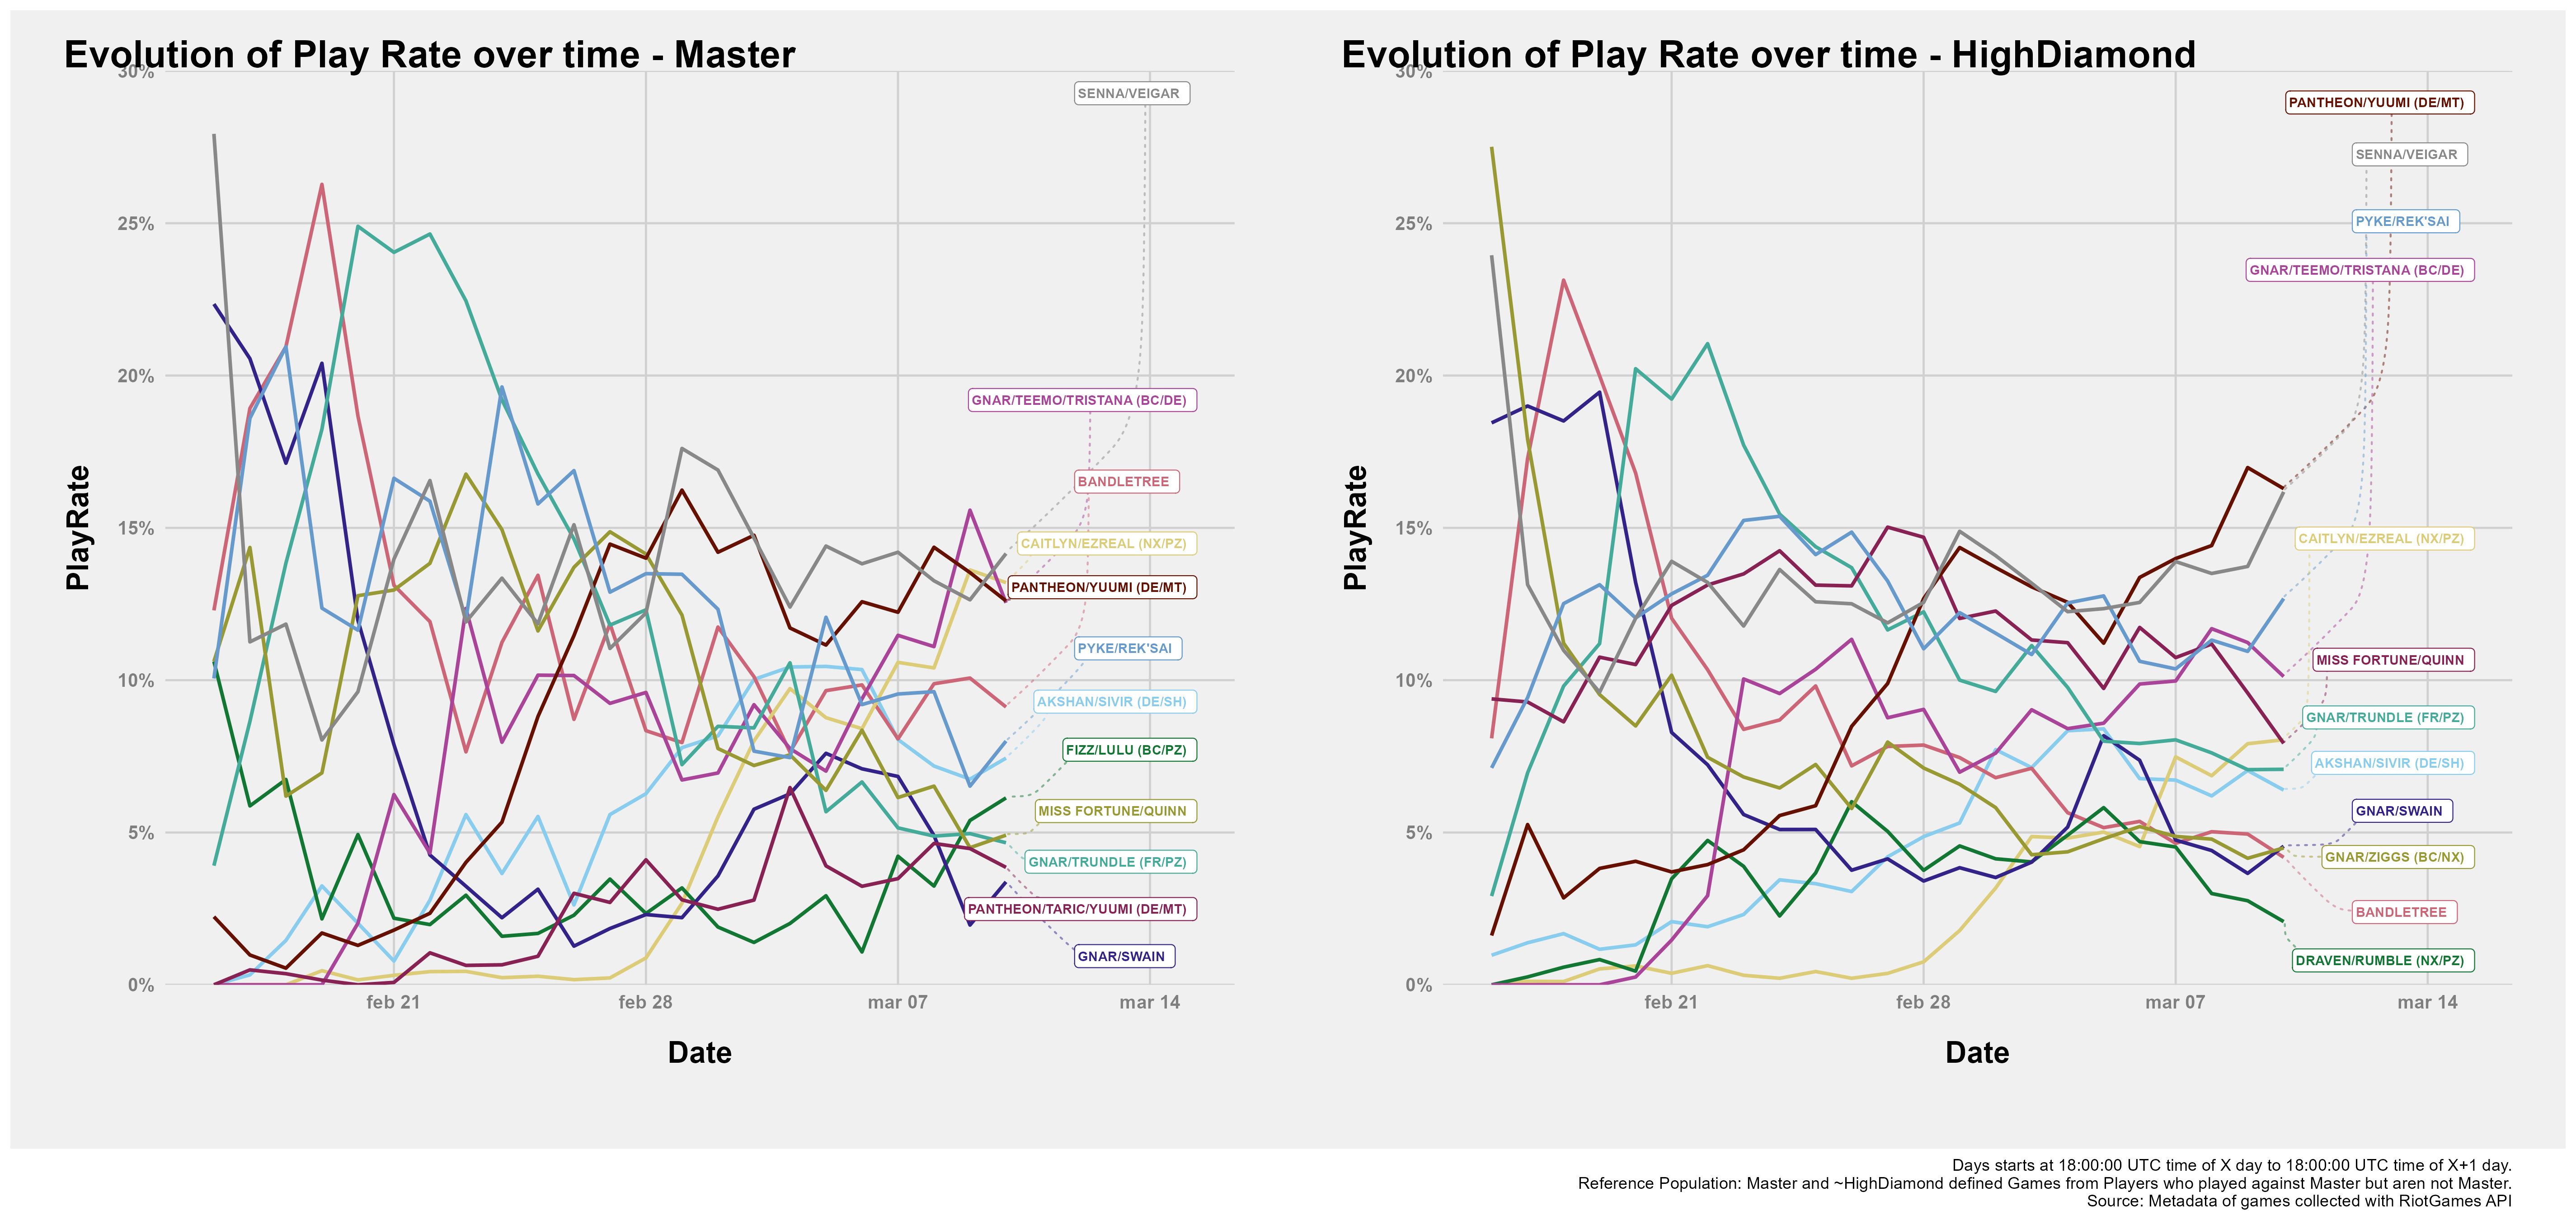 Evolution of Play Rate over time - Master
30%
25%
20%
15%
10%
5%
0%
PlayRate
SENNA/VEIGAR
GNAR/TEEMO/TRISTANA (BC/DE)
BANDLETREE
CAITLYN/EZREAL (NX/PZ)
PANTHEON/YUUMI (DE/MT)
PYKE/REK'SAI
AKSHAN/SIVIR (DE/SH)
FIZZ/LULU (BC/PZ)
MISS FORTUNE/QUINN
GNAR/TRUNDLE (FR/PZ)
PANTHEON/TARIC/YUUMI (DE/MT)
GNAR/SWAIN
feb 21
feb 28
mar 07
mar 14
Date
Evolution of Play Rate over time - HighDiamond
30%
25%
20%
15%
10%
5%
0%
PlayRate
PANTHEON/YUUMI (DE/MT)
SENNA/VEIGAR
PYKE/REK'SAI
GNAR/TEEMO/TRISTANA (BC/DE)
CAITLYN/EZREAL (NX/PZ)
MISS FORTUNE/QUINN
GNAR/TRUNDLE (FR/PZ)
AKSHAN/SIVIR (DE/SH)
GNAR/SWAIN
GNAR/ZIGGS (BC/NX)
BANDLETREE
DRAVEN/RUMBLE (NX/PZ)
feb 21
feb 28
mar 07
mar 14
Date
Days starts at 18:00:00 UTC time of X day to 18:00:00 UTC time of X+1 day.
Reference Population: Master and ~HighDiamond defined Games from Players who played against Master but aren not Master.
Source: Metadata of games collected with RiotGames API